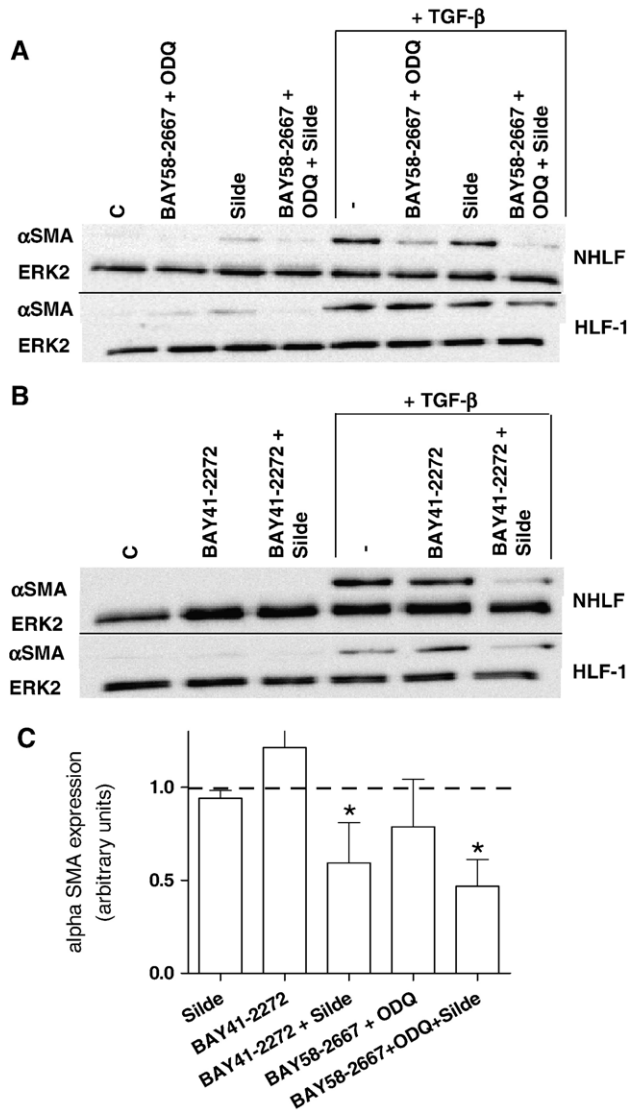 A
+ TGF-β
C
BAY58-2667 + ODQ
Silde
BAY58-2667 +
ODQ + Silde
-
BAY58-2667 + ODQ
Silde
BAY58-2667 +
ODQ + Silde
αSMA
ERK2
NHLF
αSMA
ERK2
HLF-1
B
+ TGF-β
C
BAY41-2272
BAY41-2272 +
Silde
-
BAY41-2272
BAY41-2272 +
Silde
αSMA
ERK2
NHLF
αSMA
ERK2
HLF-1
C
alpha SMA expression
(arbitrary units)
1.0
0.5
0.0
*
*
Silde
BAY41-2272
BAY41-2272 + Silde
BAY58-2667 + ODQ
BAY58-2667+ODQ+Silde